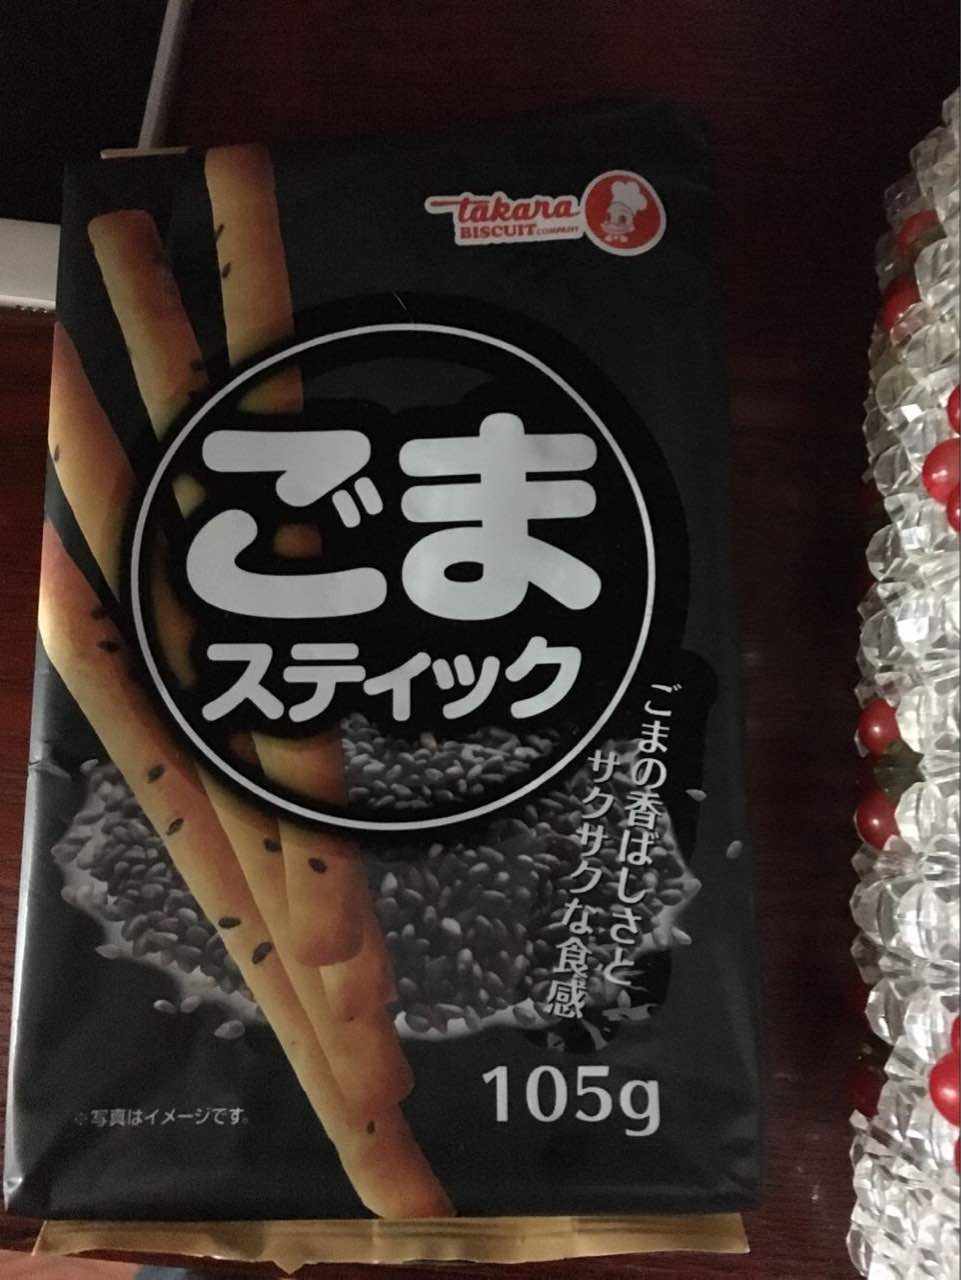 takara
BISCUIT COMPANY
ごま
スティック
ごまの香ばしさと
サクサクな食感
105g
※写真はイメージです。